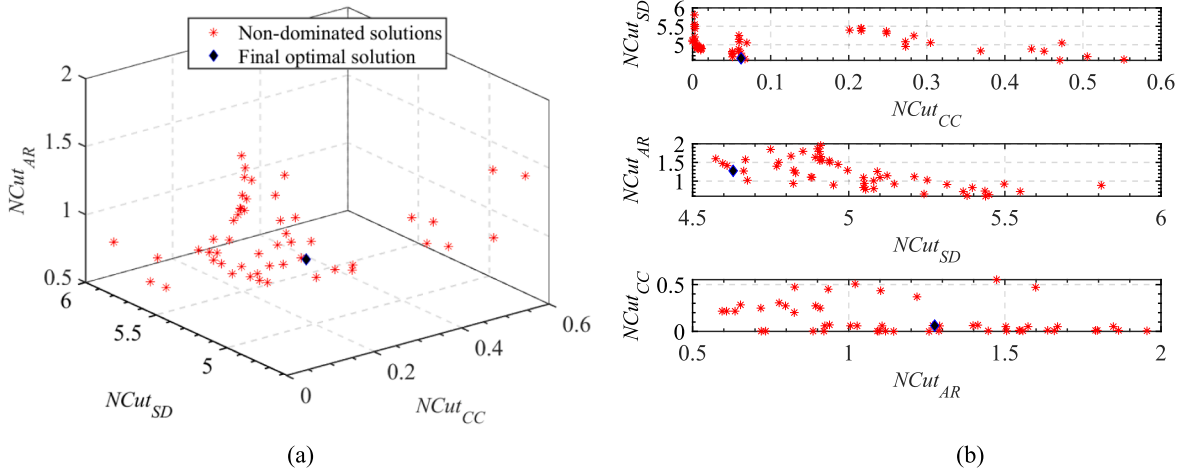 Non-dominated solutions
Final optimal solution
2
1.5
1
0.5
NCut_AR
6
5.5
5
NCut_SD
0
0.2
0.4
0.6
NCut_CC
(a)
6
5.5
5
NCut_SD
0 0.1 0.2 0.3 0.4 0.5 0.6
NCut_CC
2
1.5
1
NCut_AR
4.5 5 5.5 6
NCut_SD
0.5
0
NCut_CC
0.5 1 1.5 2
NCut_AR
(b)